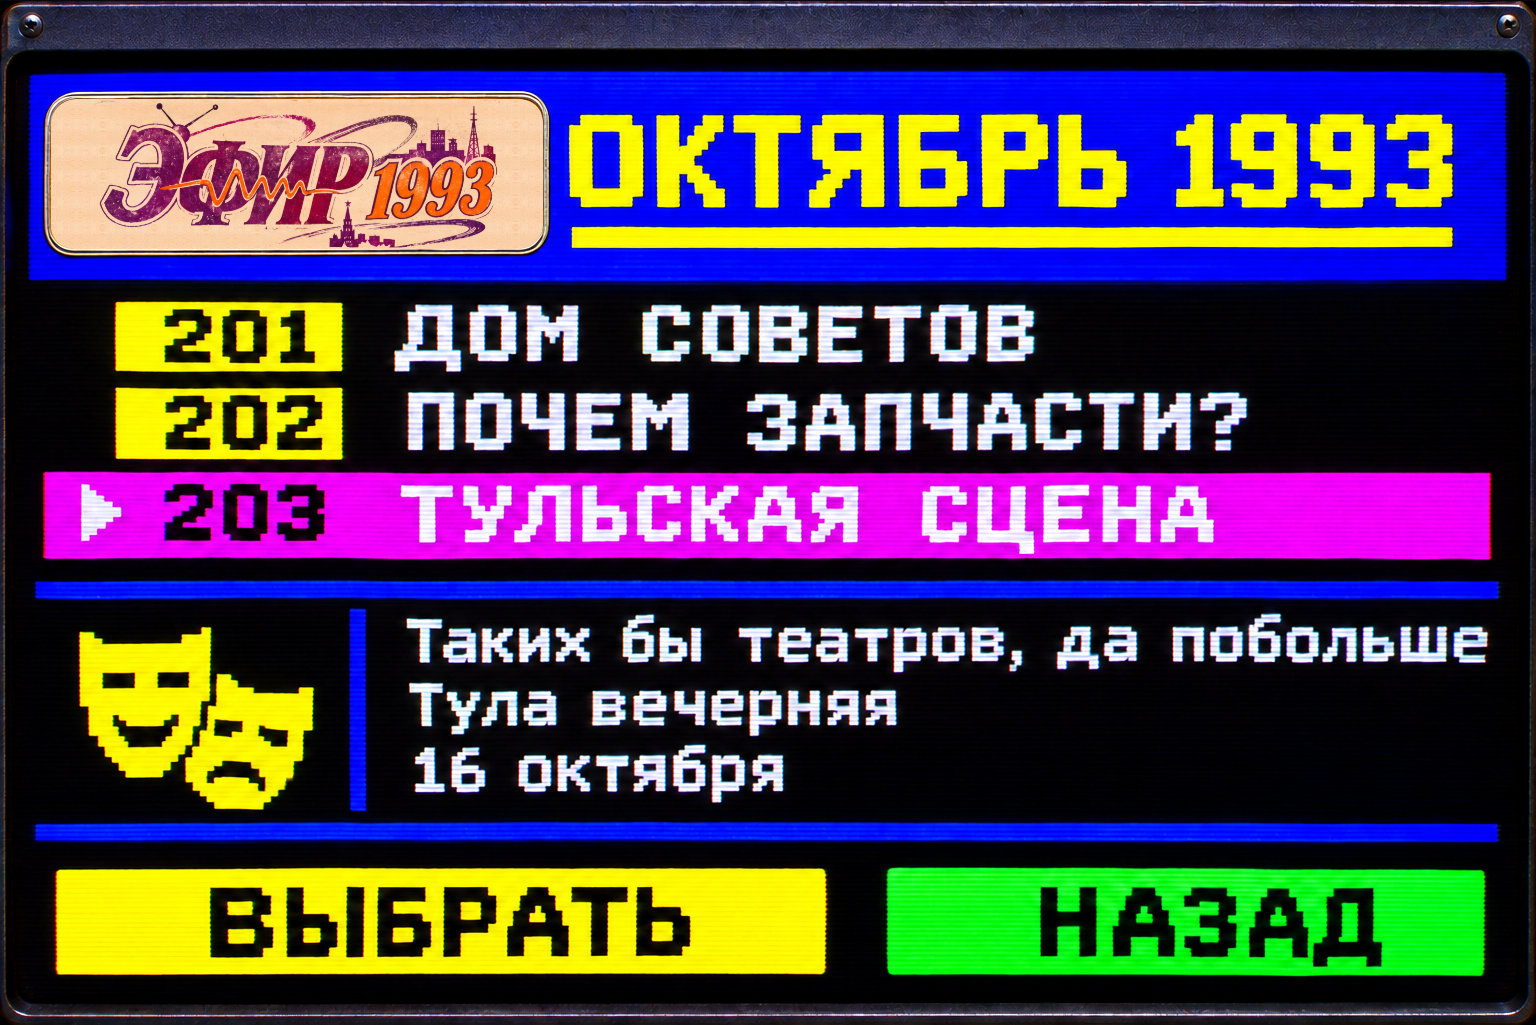 ЭФИР 1993
ОКТЯБРЬ 1993
201 ДОМ СОВЕТОВ
202 ПОЧЕМ ЗАПЧАСТИ?
203 ТУЛЬСКАЯ СЦЕНА
Таких бы театров, да побольше
Тула вечерняя
16 октября
ВЫБРАТЬ
НАЗАД